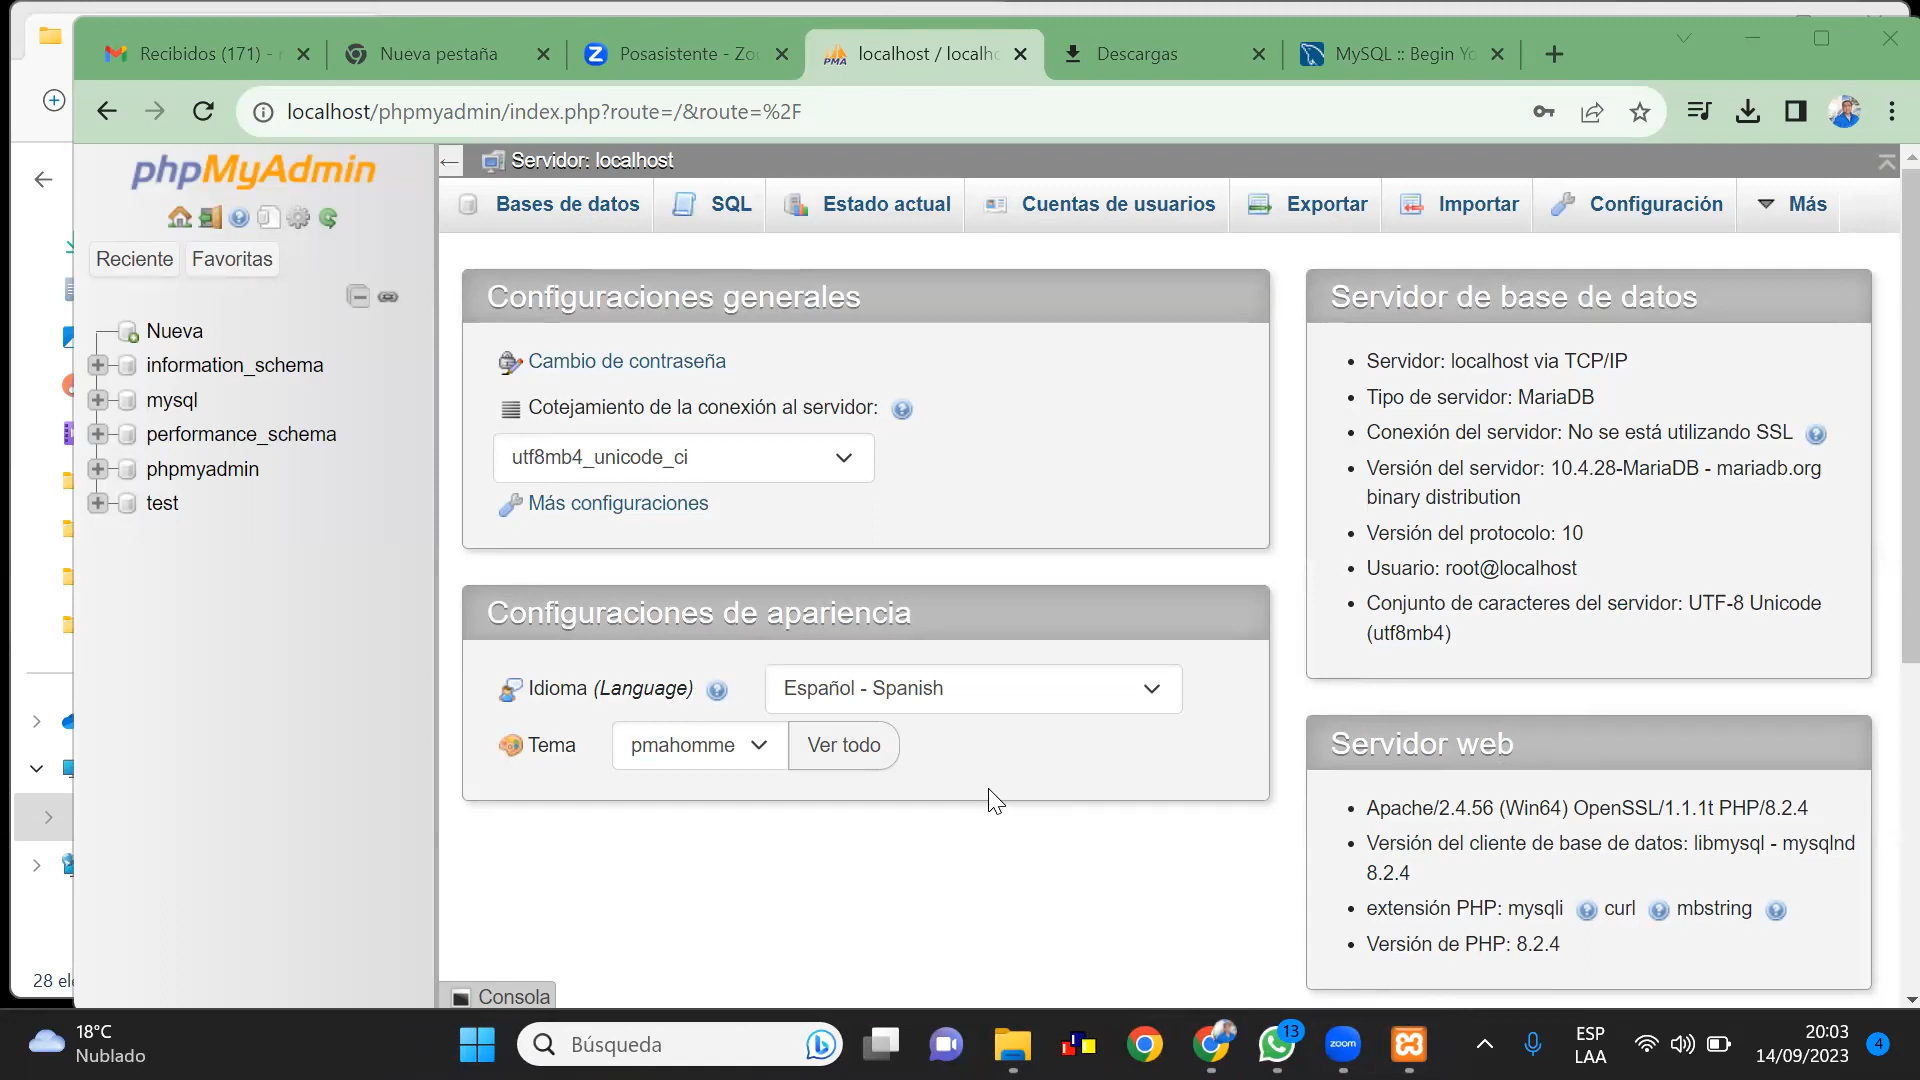 Recibidos (171) -
Nueva pestaña
Posasistente - Zo
localhost / localh
Descargas
MySQL :: Begin Yo
localhost/phpmyadmin/index.php?route=/&route=%2F
phpMyAdmin
Reciente
Favoritas
Nueva
information_schema
mysql
performance_schema
phpmyadmin
test
Servidor: localhost
Bases de datos
SQL
Estado actual
Cuentas de usuarios
Exportar
Importar
Configuración
Más
Configuraciones generales
Cambio de contraseña
Cotejamiento de la conexión al servidor:
utf8mb4_unicode_ci
Más configuraciones
Configuraciones de apariencia
Idioma (Language)
Español - Spanish
Tema
pmahomme
Ver todo
Servidor de base de datos
Servidor: localhost via TCP/IP
Tipo de servidor: MariaDB
Conexión del servidor: No se está utilizando SSL
Versión del servidor: 10.4.28-MariaDB - mariadb.org
binary distribution
Versión del protocolo: 10
Usuario: root@localhost
Conjunto de caracteres del servidor: UTF-8 Unicode
(utf8mb4)
Servidor web
Apache/2.4.56 (Win64) OpenSSL/1.1.1t PHP/8.2.4
Versión del cliente de base de datos: libmysql - mysqlnd
8.2.4
extensión PHP: mysqli curl mbstring
Versión de PHP: 8.2.4
Consola
28 ele
18°C
Nublado
Búsqueda
13
zoom
ESP
LAA
20:03
14/09/2023
4